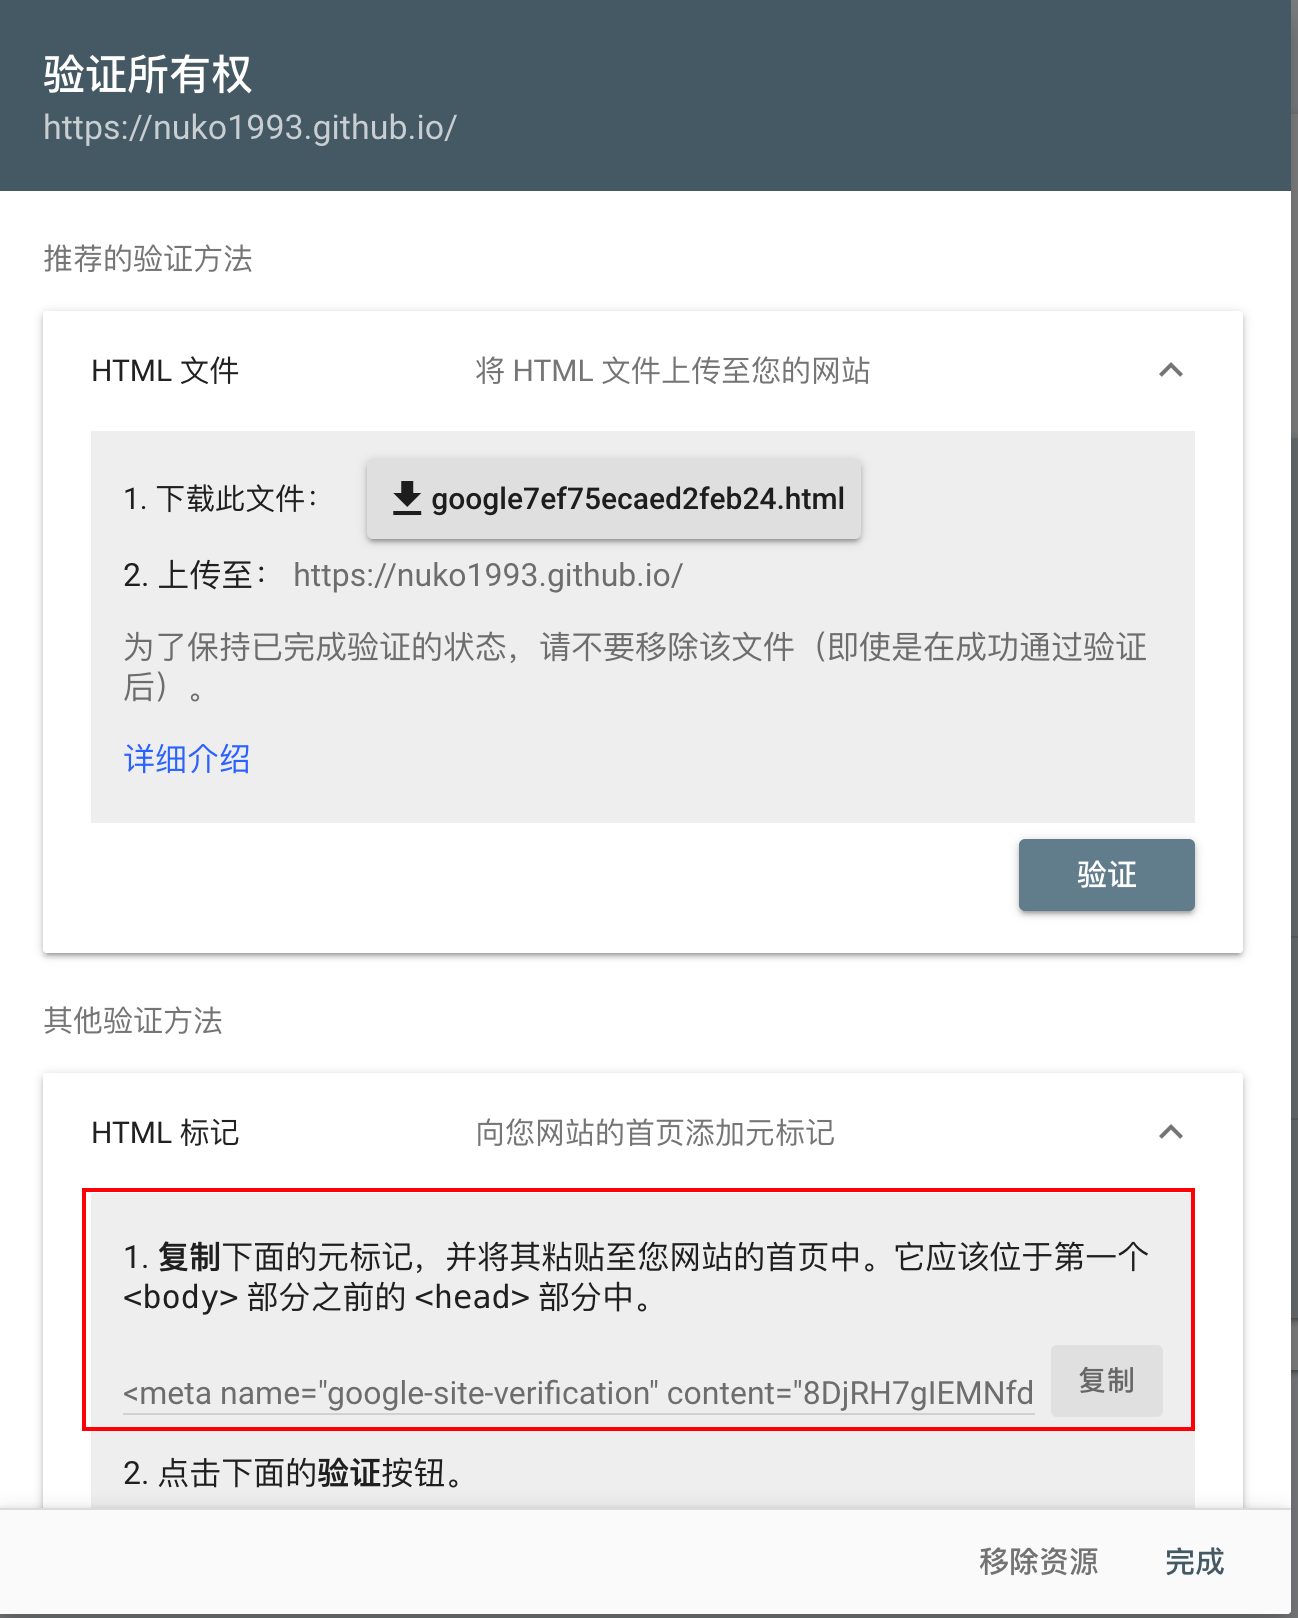 验证所有权
https://nuko1993.github.io/
推荐的验证方法
HTML 文件 将 HTML 文件上传至您的网站
1. 下载此文件： google7ef75ecaed2feb24.html
2. 上传至： https://nuko1993.github.io/
为了保持已完成验证的状态，请不要移除该文件（即使是在成功通过验证
后）。
详细介绍
验证
其他验证方法
HTML 标记 向您网站的首页添加元标记
1. 复制下面的元标记，并将其粘贴至您网站的首页中。它应该位于第一个
<body> 部分之前的 <head> 部分中。
<meta name="google-site-verification" content="8DjRH7gIEMNfd 复制
2. 点击下面的验证按钮。
移除资源 完成